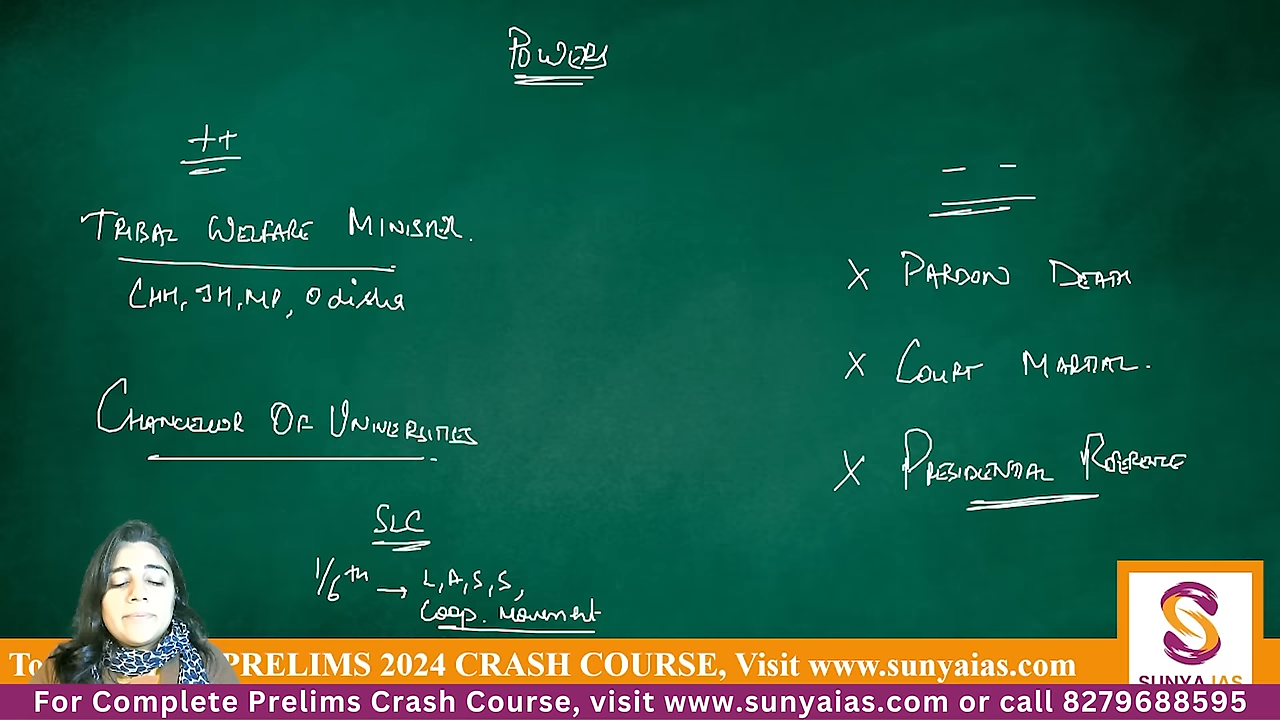 POWERS
++
TRIBAL WELFARE MINISTER.
CHH, JH, MP, Odisha
CHANCELLOR OF UNIVERSITIES
SLC
1/6th → L, A, S, S,
Coop. Movement
- -
X PARDON DEATH
X COURT MARTIAL.
X PRESIDENTIAL REFERENCE
SUNYA IAS
To PRELIMS 2024 CRASH COURSE, Visit www.sunyaias.com
For Complete Prelims Crash Course, visit www.sunyaias.com or call 8279688595